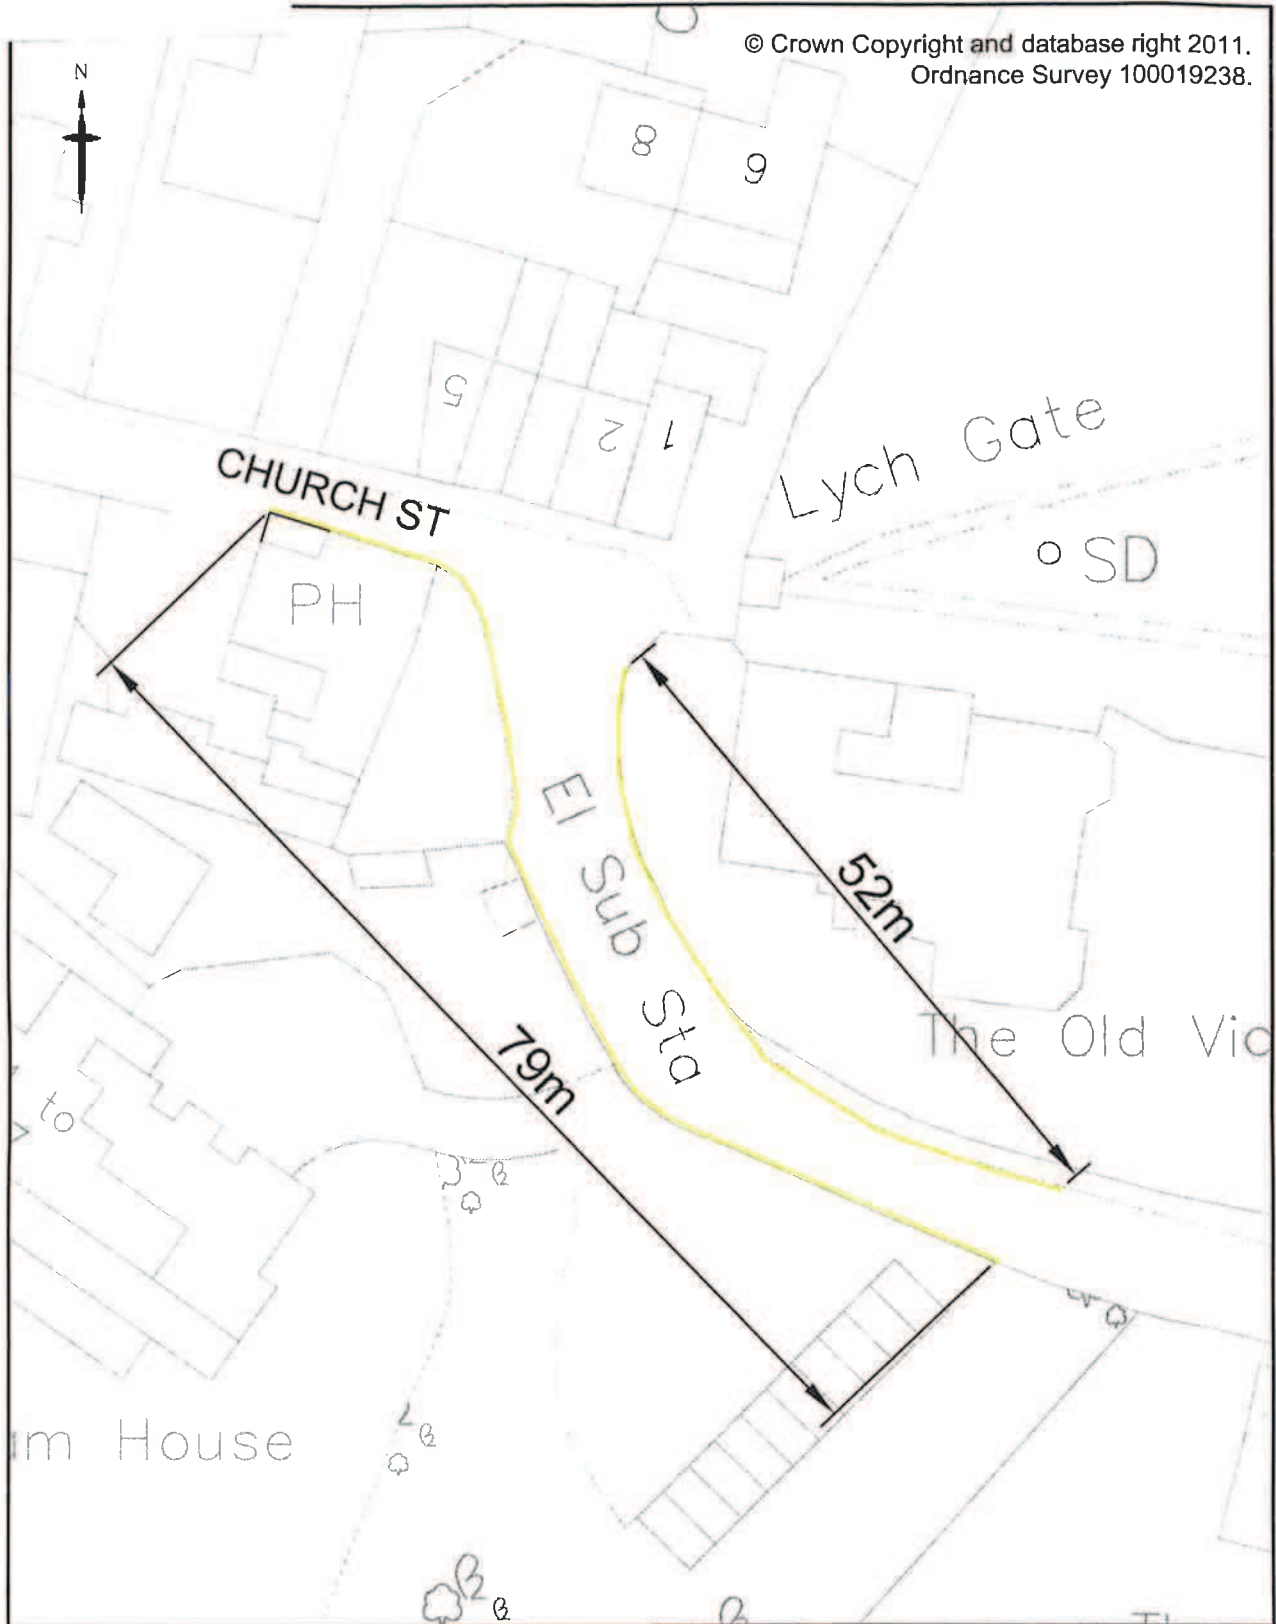 © Crown Copyright and database right 2011.
Ordnance Survey 100019238.
N
8
6
5
2
1
CHURCH ST
Lych Gate
SD
PH
El Sub Sta
52m
79m
The Old Vic
to
m House